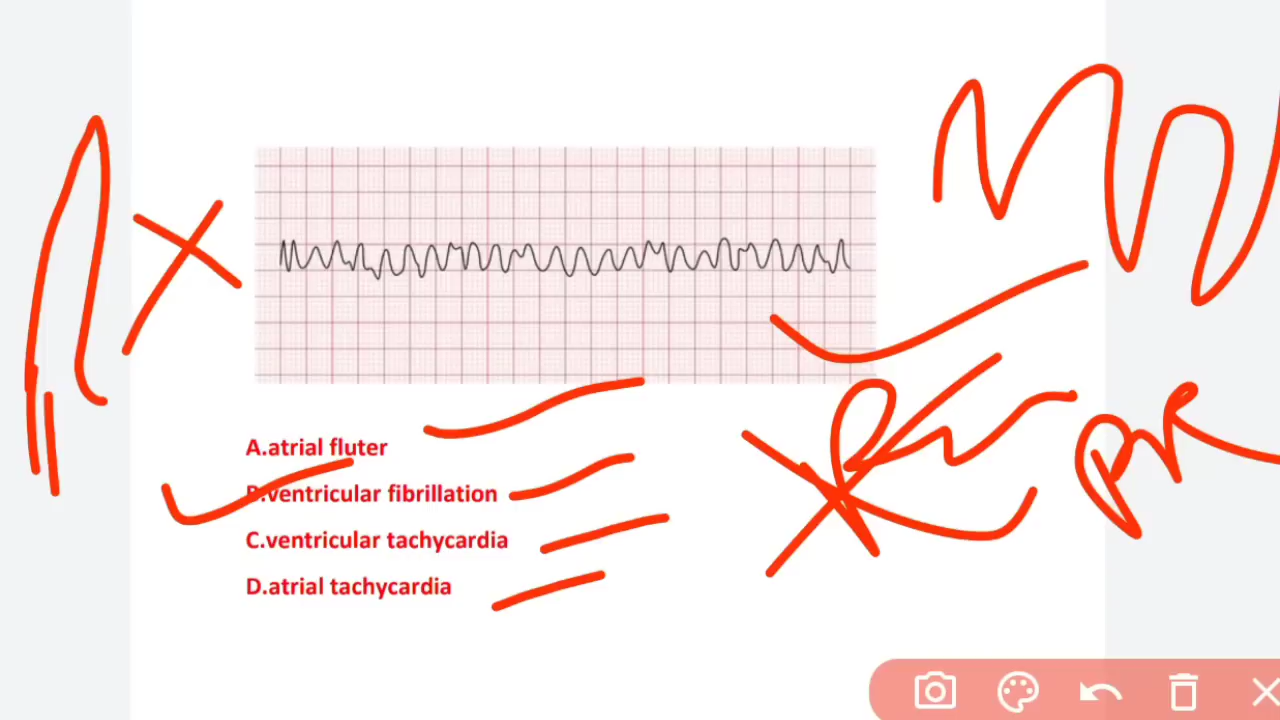 A.atrial fluter
B.ventricular fibrillation
C.ventricular tachycardia
D.atrial tachycardia